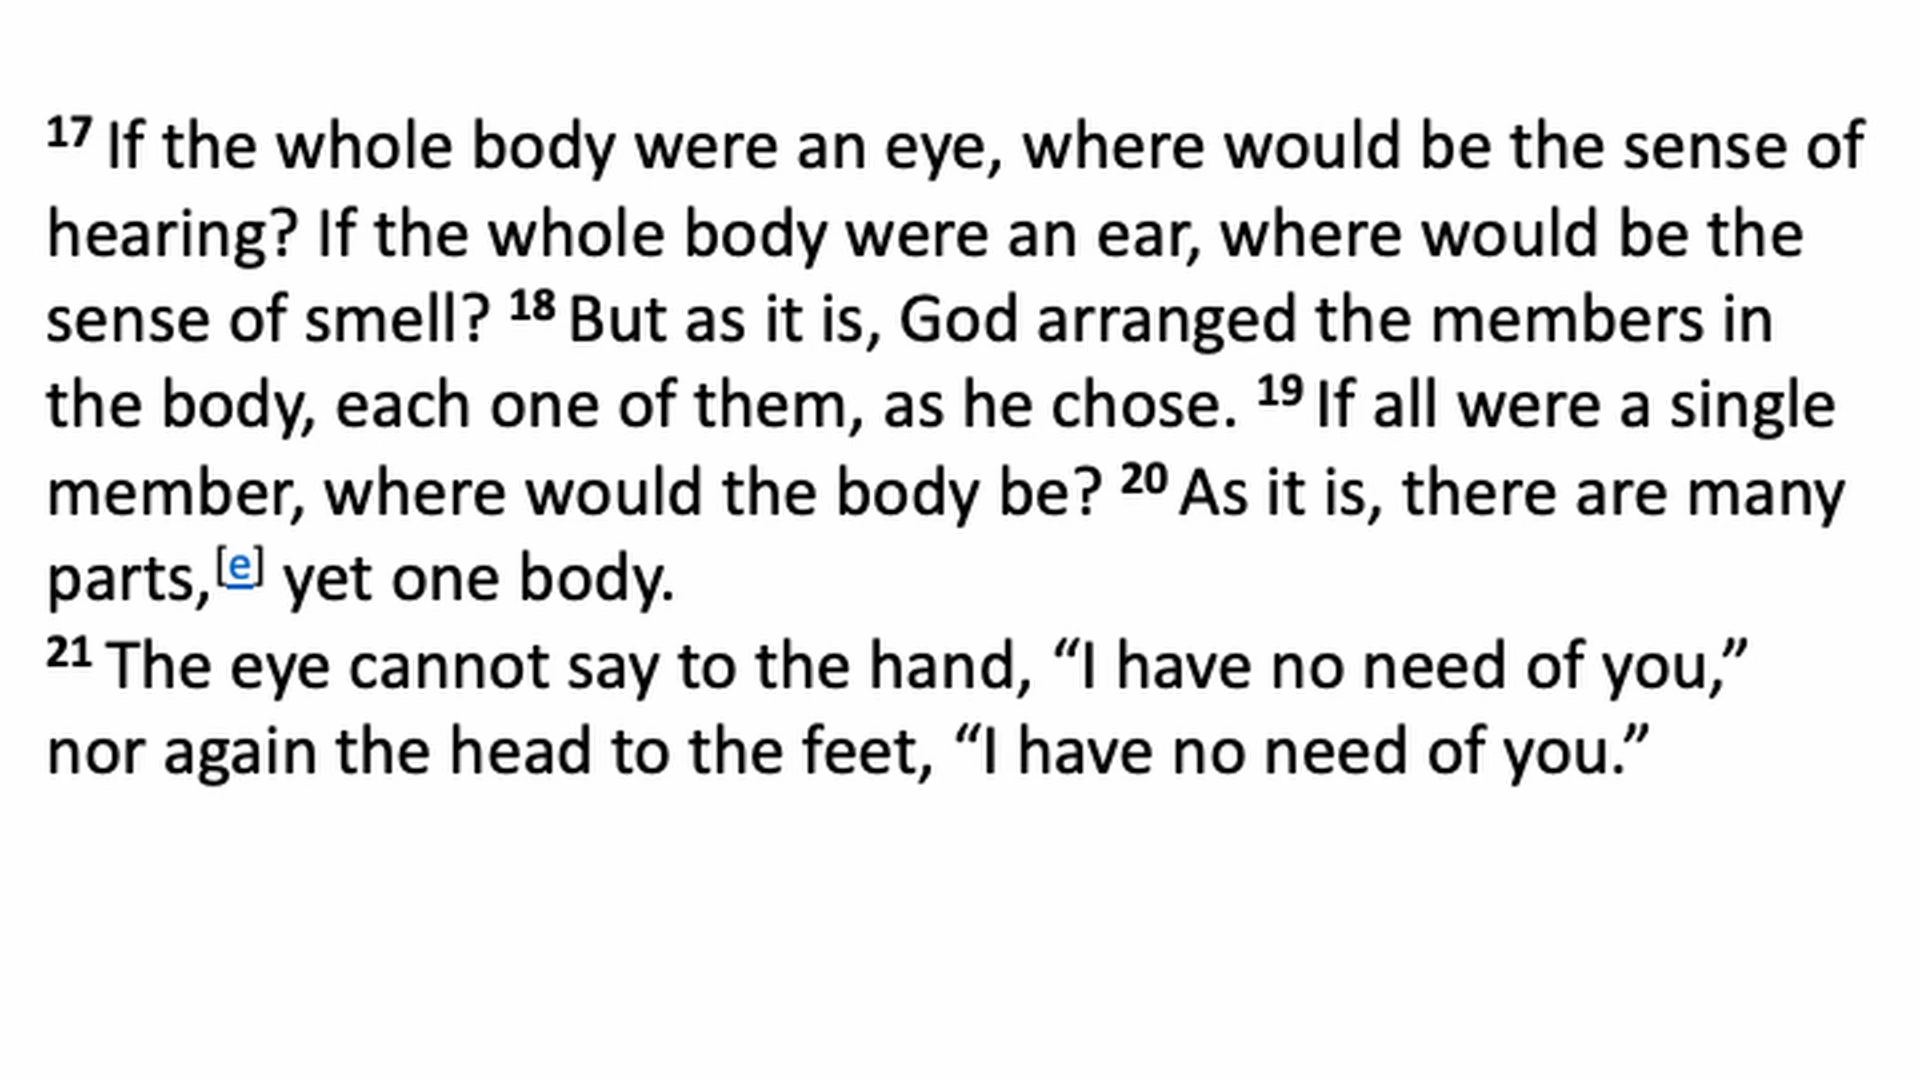 17 If the whole body were an eye, where would be the sense of
hearing? If the whole body were an ear, where would be the
sense of smell? 18 But as it is, God arranged the members in
the body, each one of them, as he chose. 19 If all were a single
member, where would the body be? 20 As it is, there are many
parts,[e] yet one body.
21 The eye cannot say to the hand, “I have no need of you,”
nor again the head to the feet, “I have no need of you.”